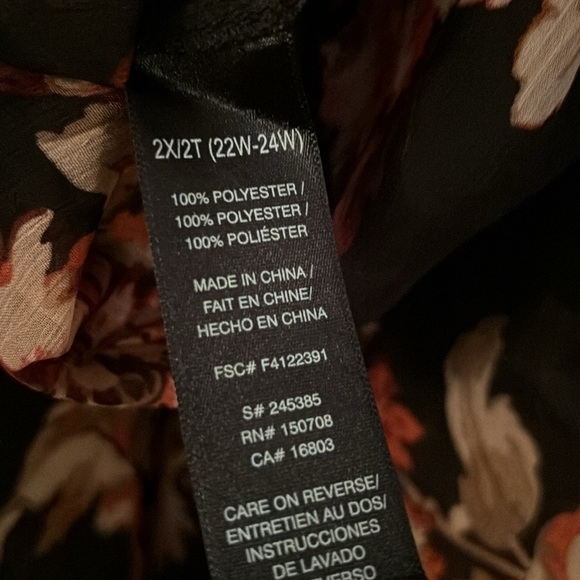 2X/2T (22W-24W)
100% POLYESTER /
100% POLYESTER /
100% POLIÉSTER
MADE IN CHINA /
FAIT EN CHINE/
HECHO EN CHINA
FSC# F4122391
S# 245385
RN# 150708
CA# 16803
CARE ON REVERSE/
ENTRETIEN AU DOS/
INSTRUCCIONES
DE LAVADO